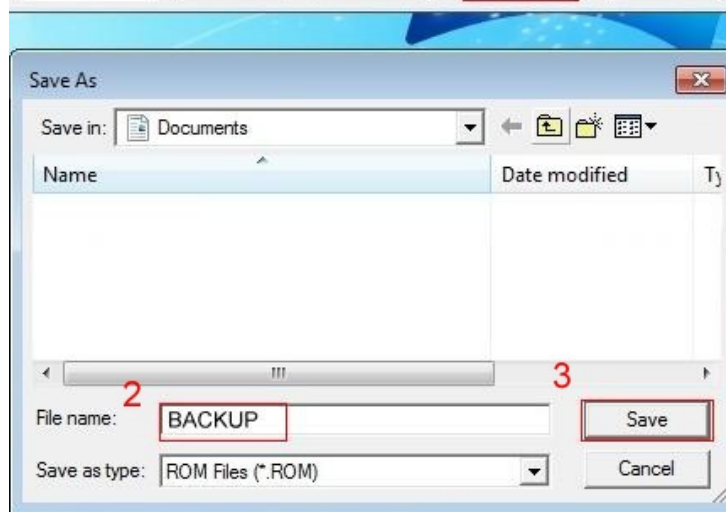 Save As
Save in: Documents
Name Date modified Ty
2 3
File name: BACKUP Save
Save as type: ROM Files (*.ROM) Cancel